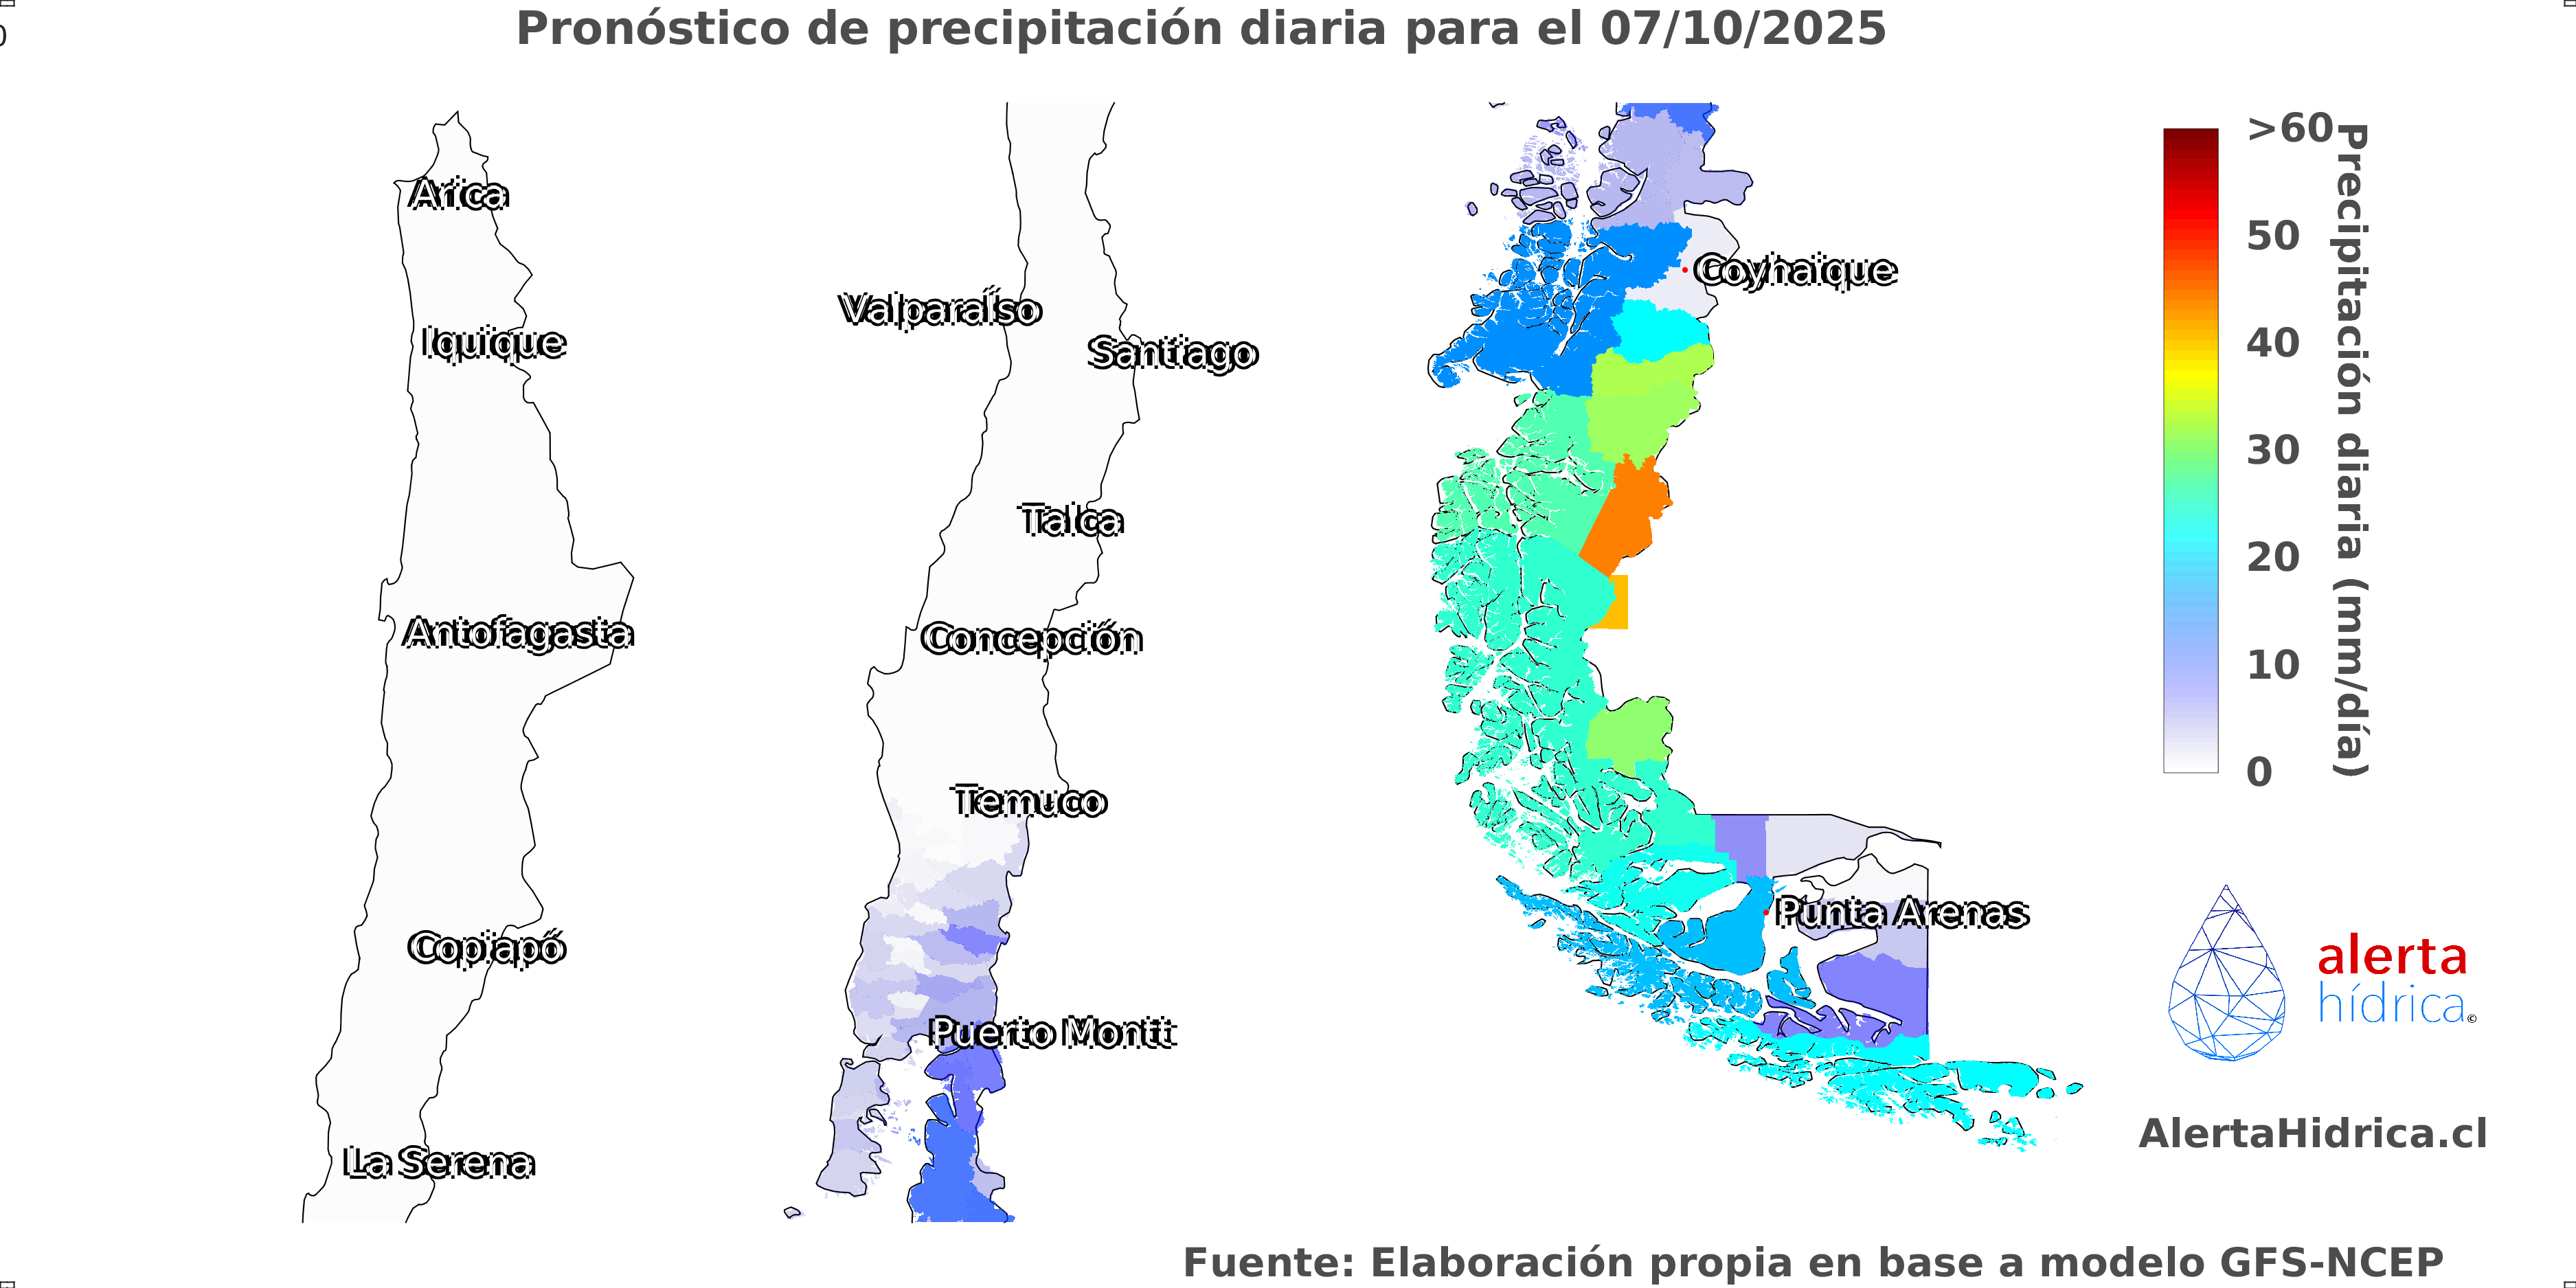 Pronóstico de precipitación diaria para el 07/10/2025
0
Arica
Iquique
Antofagasta
Copiapó
La Serena
Valparaíso
Santiago
Talca
Concepción
Temuco
Puerto Montt
Coyhaique
Punta Arenas
>60
50
40
30
20
10
0
Precipitación diaria (mm/día)
alerta
hídrica©
AlertaHidrica.cl
Fuente: Elaboración propia en base a modelo GFS-NCEP